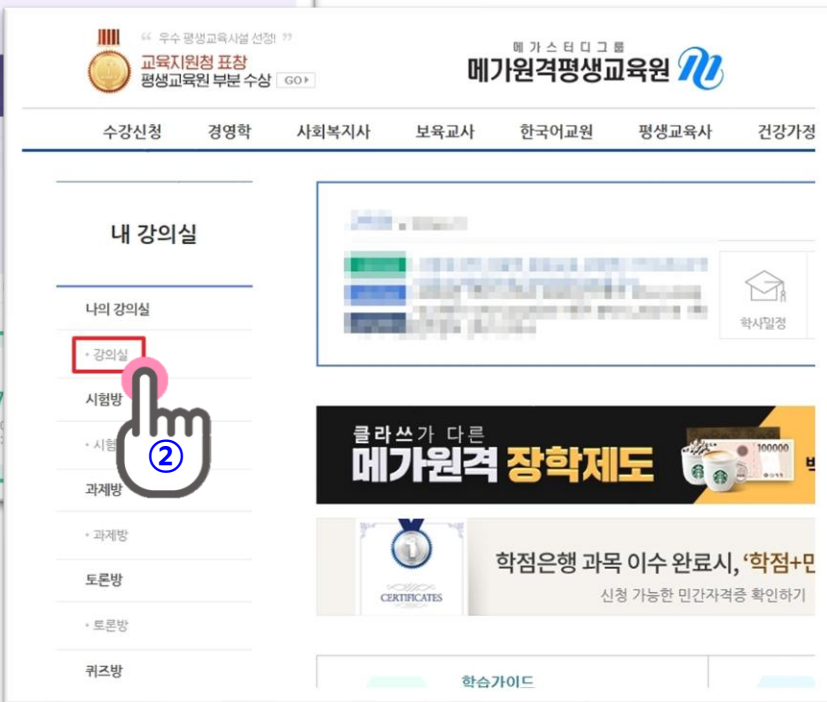 “ 우수 평생교육시설 선정! ”
교육지원청 표창
평생교육원 부문 수상 GO
메가스터디그룹
메가원격평생교육원
수강신청 경영학 사회복지사 보육교사 한국어교원 평생교육사 건강가정
내 강의실
나의 강의실
• 강의실
학사일정
시험방
• 시험
②
클라쓰가 다른
메가원격 장학제도
100000
과제방
• 과제방
학점은행 과목 이수 완료시, ‘학점+민
신청 가능한 민간자격증 확인하기
CERTIFICATES
토론방
• 토론방
퀴즈방
학습가이드